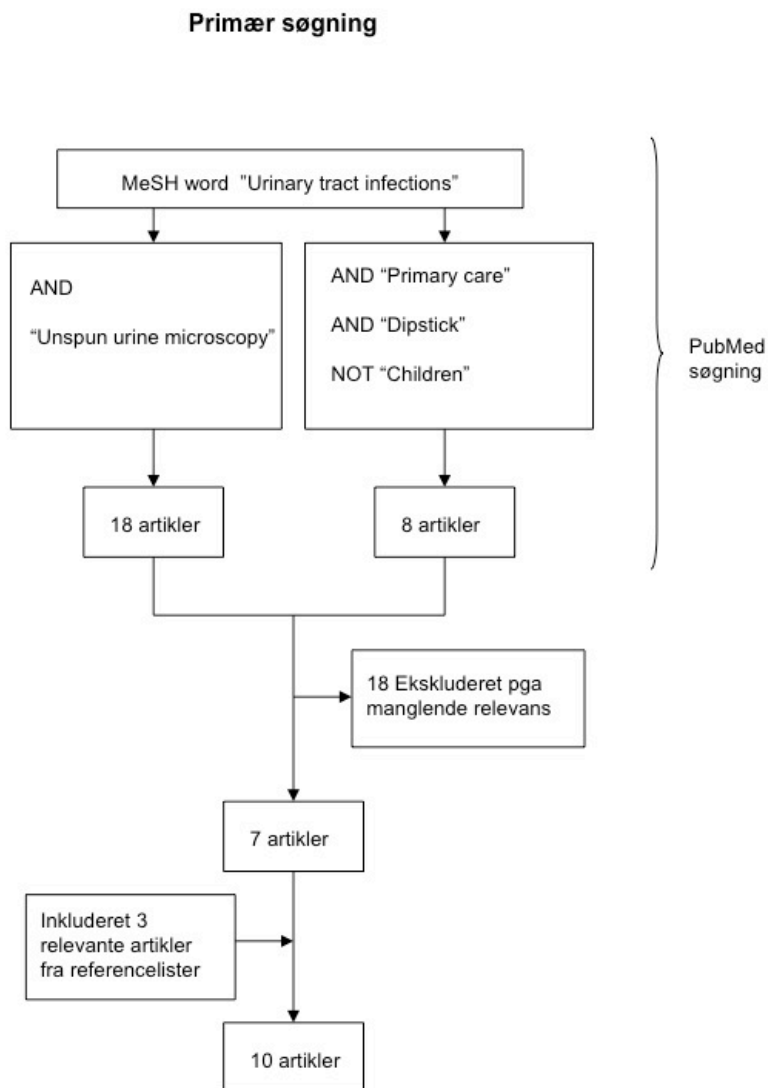 Primær søgning
MeSH word ”Urinary tract infections”
AND
“Unspun urine microscopy”
AND “Primary care”
AND “Dipstick”
NOT “Children”
PubMed
søgning
18 artikler
8 artikler
18 Ekskluderet pga
manglende relevans
7 artikler
Inkluderet 3
relevante artikler
fra referencelister
10 artikler